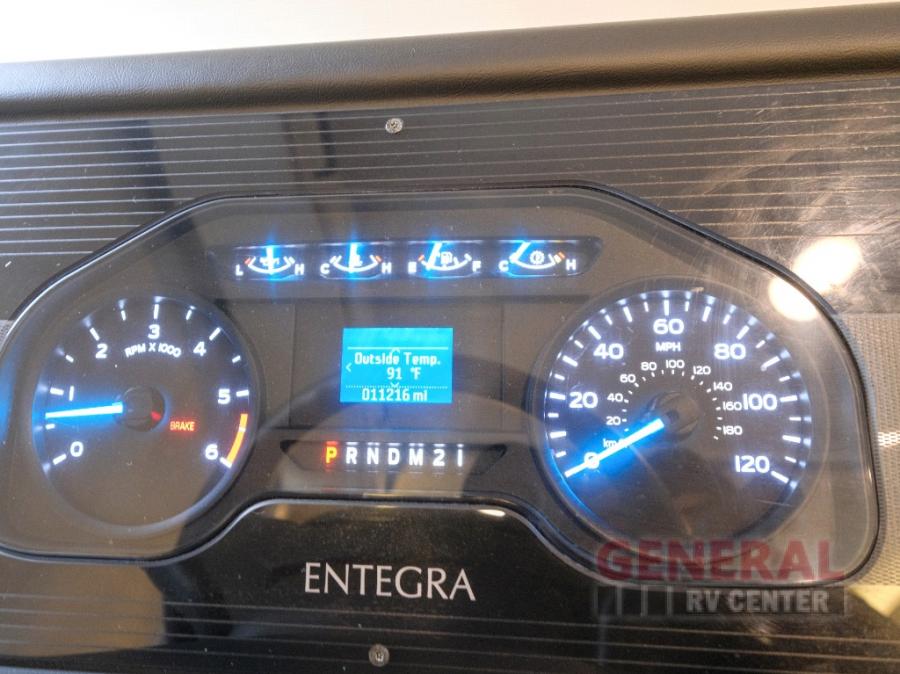 L H C H E F C H
3
2 4
RPM X 1000
1 5
BRAKE
0 6
Outside Temp.
91 °F
011216 mi
P R N D M 2 1
60
MPH
40 80
80 100
60 120
40 140
20 100
160
20 180
km/h
0 120
ENTEGRA
GENERAL
RV CENTER